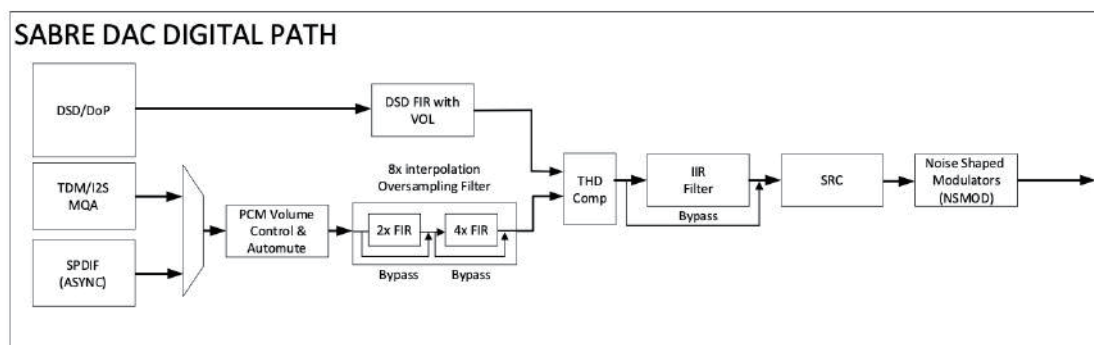 SABRE DAC DIGITAL PATH
DSD/DoP
DSD FIR with
VOL
TDM/I2S
MQA
SPDIF
(ASYNC)
PCM Volume
Control &
Automute
8x interpolation
Oversampling Filter
2x FIR
4x FIR
Bypass
Bypass
THD
Comp
IIR
Filter
Bypass
SRC
Noise Shaped
Modulators
(NSMOD)